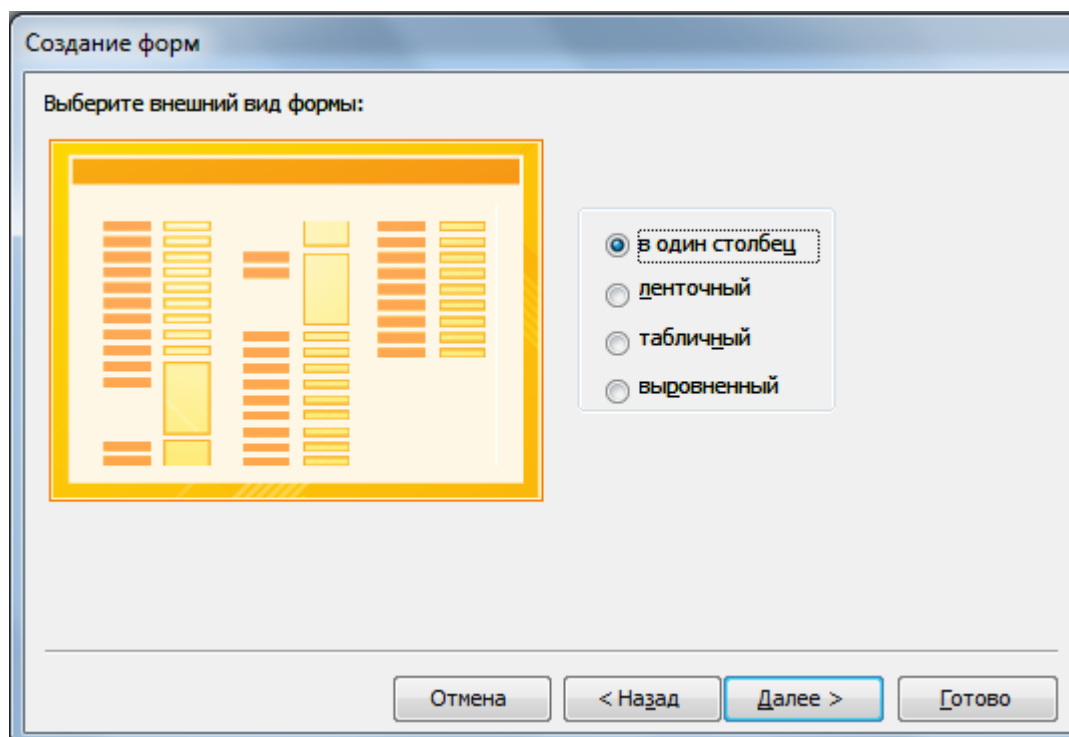 Создание форм
Выберите внешний вид формы:
в один столбец
ленточный
табличный
выровненный
Отмена
< Назад
Далее >
Готово